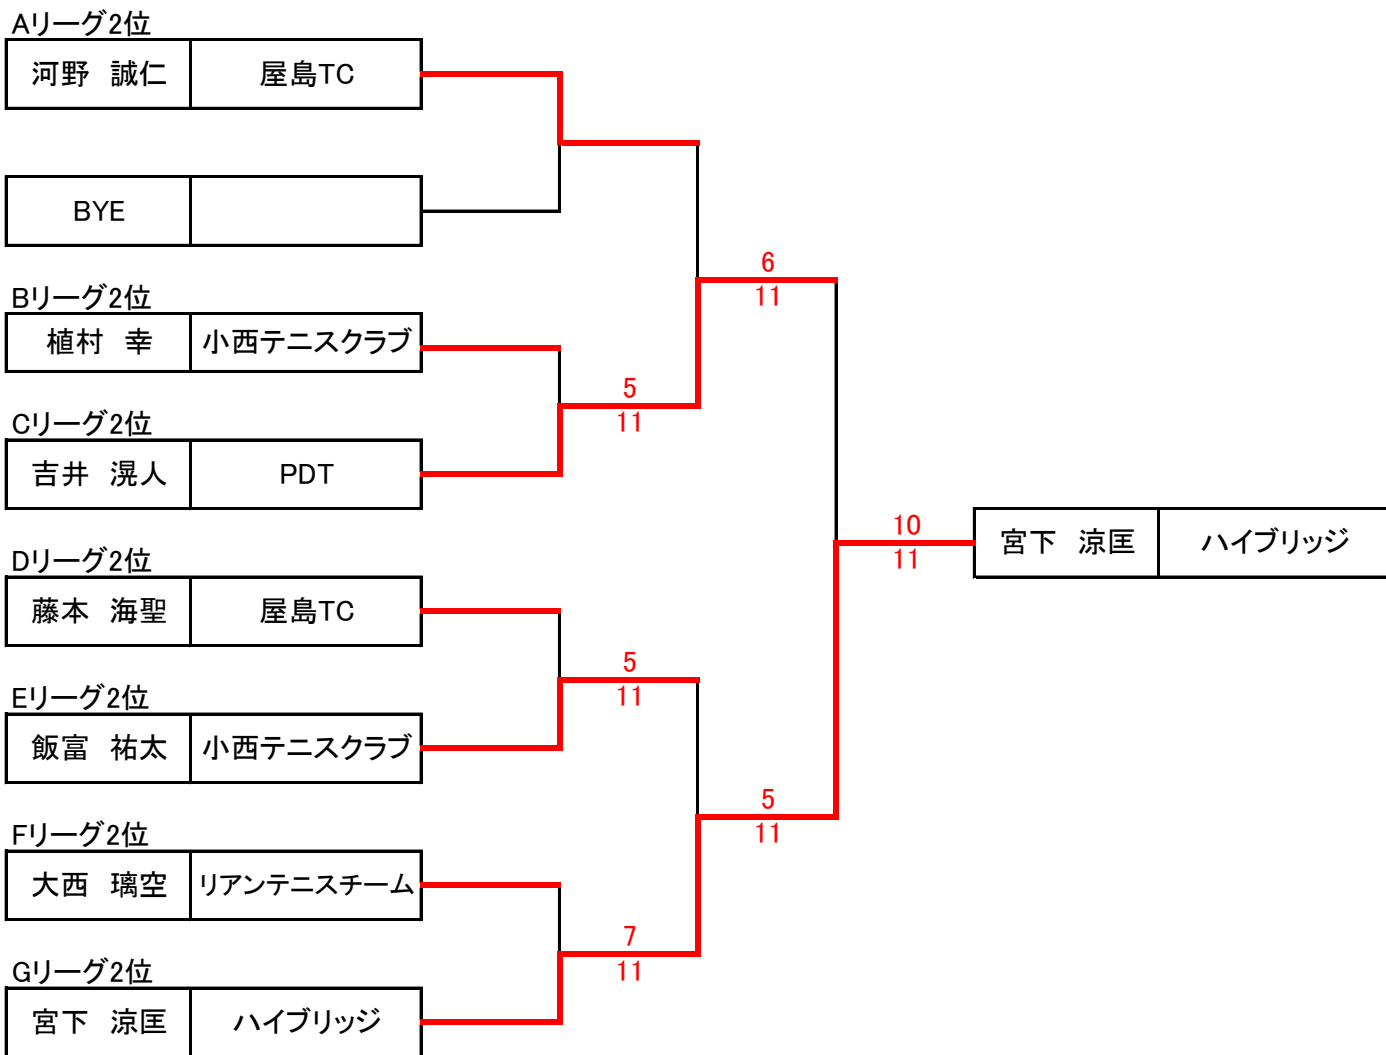 Aリーグ2位
河野　誠仁 屋島TC
BYE
6
11
Bリーグ2位
植村　幸 小西テニスクラブ
5
11
Cリーグ2位
吉井　滉人 PDT
10
11
宮下　涼匡 ハイブリッジ
Dリーグ2位
藤本　海聖 屋島TC
5
11
Eリーグ2位
飯富　祐太 小西テニスクラブ
5
11
Fリーグ2位
大西　璃空 リアンテニスチーム
7
11
Gリーグ2位
宮下　涼匡 ハイブリッジ